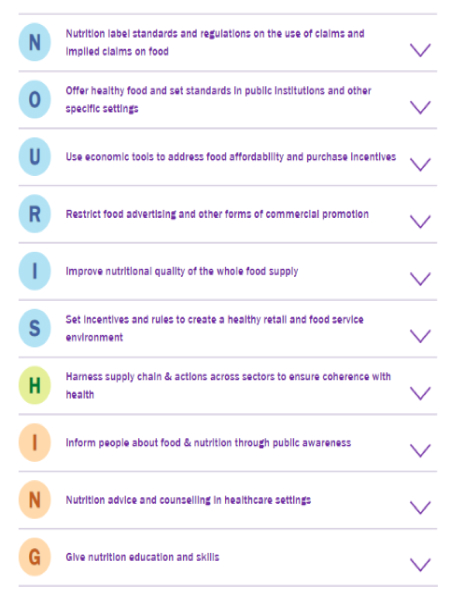 N
Nutrition label standards and regulations on the use of claims and
implied claims on food
O
Offer healthy food and set standards in public institutions and other
specific settings
U
Use economic tools to address food affordability and purchase incentives
R
Restrict food advertising and other forms of commercial promotion
I
Improve nutritional quality of the whole food supply
S
Set incentives and rules to create a healthy retail and food service
environment
H
Harness supply chain & actions across sectors to ensure coherence with
health
I
Inform people about food & nutrition through public awareness
N
Nutrition advice and counselling in healthcare settings
G
Give nutrition education and skills